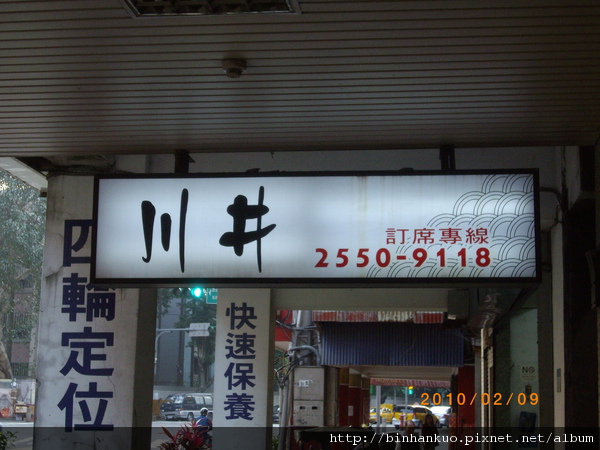 川井
訂席專線
2550-9118
四輪定位
快速保養
2010/02/09
http://binhankuo.pixnet.net/album